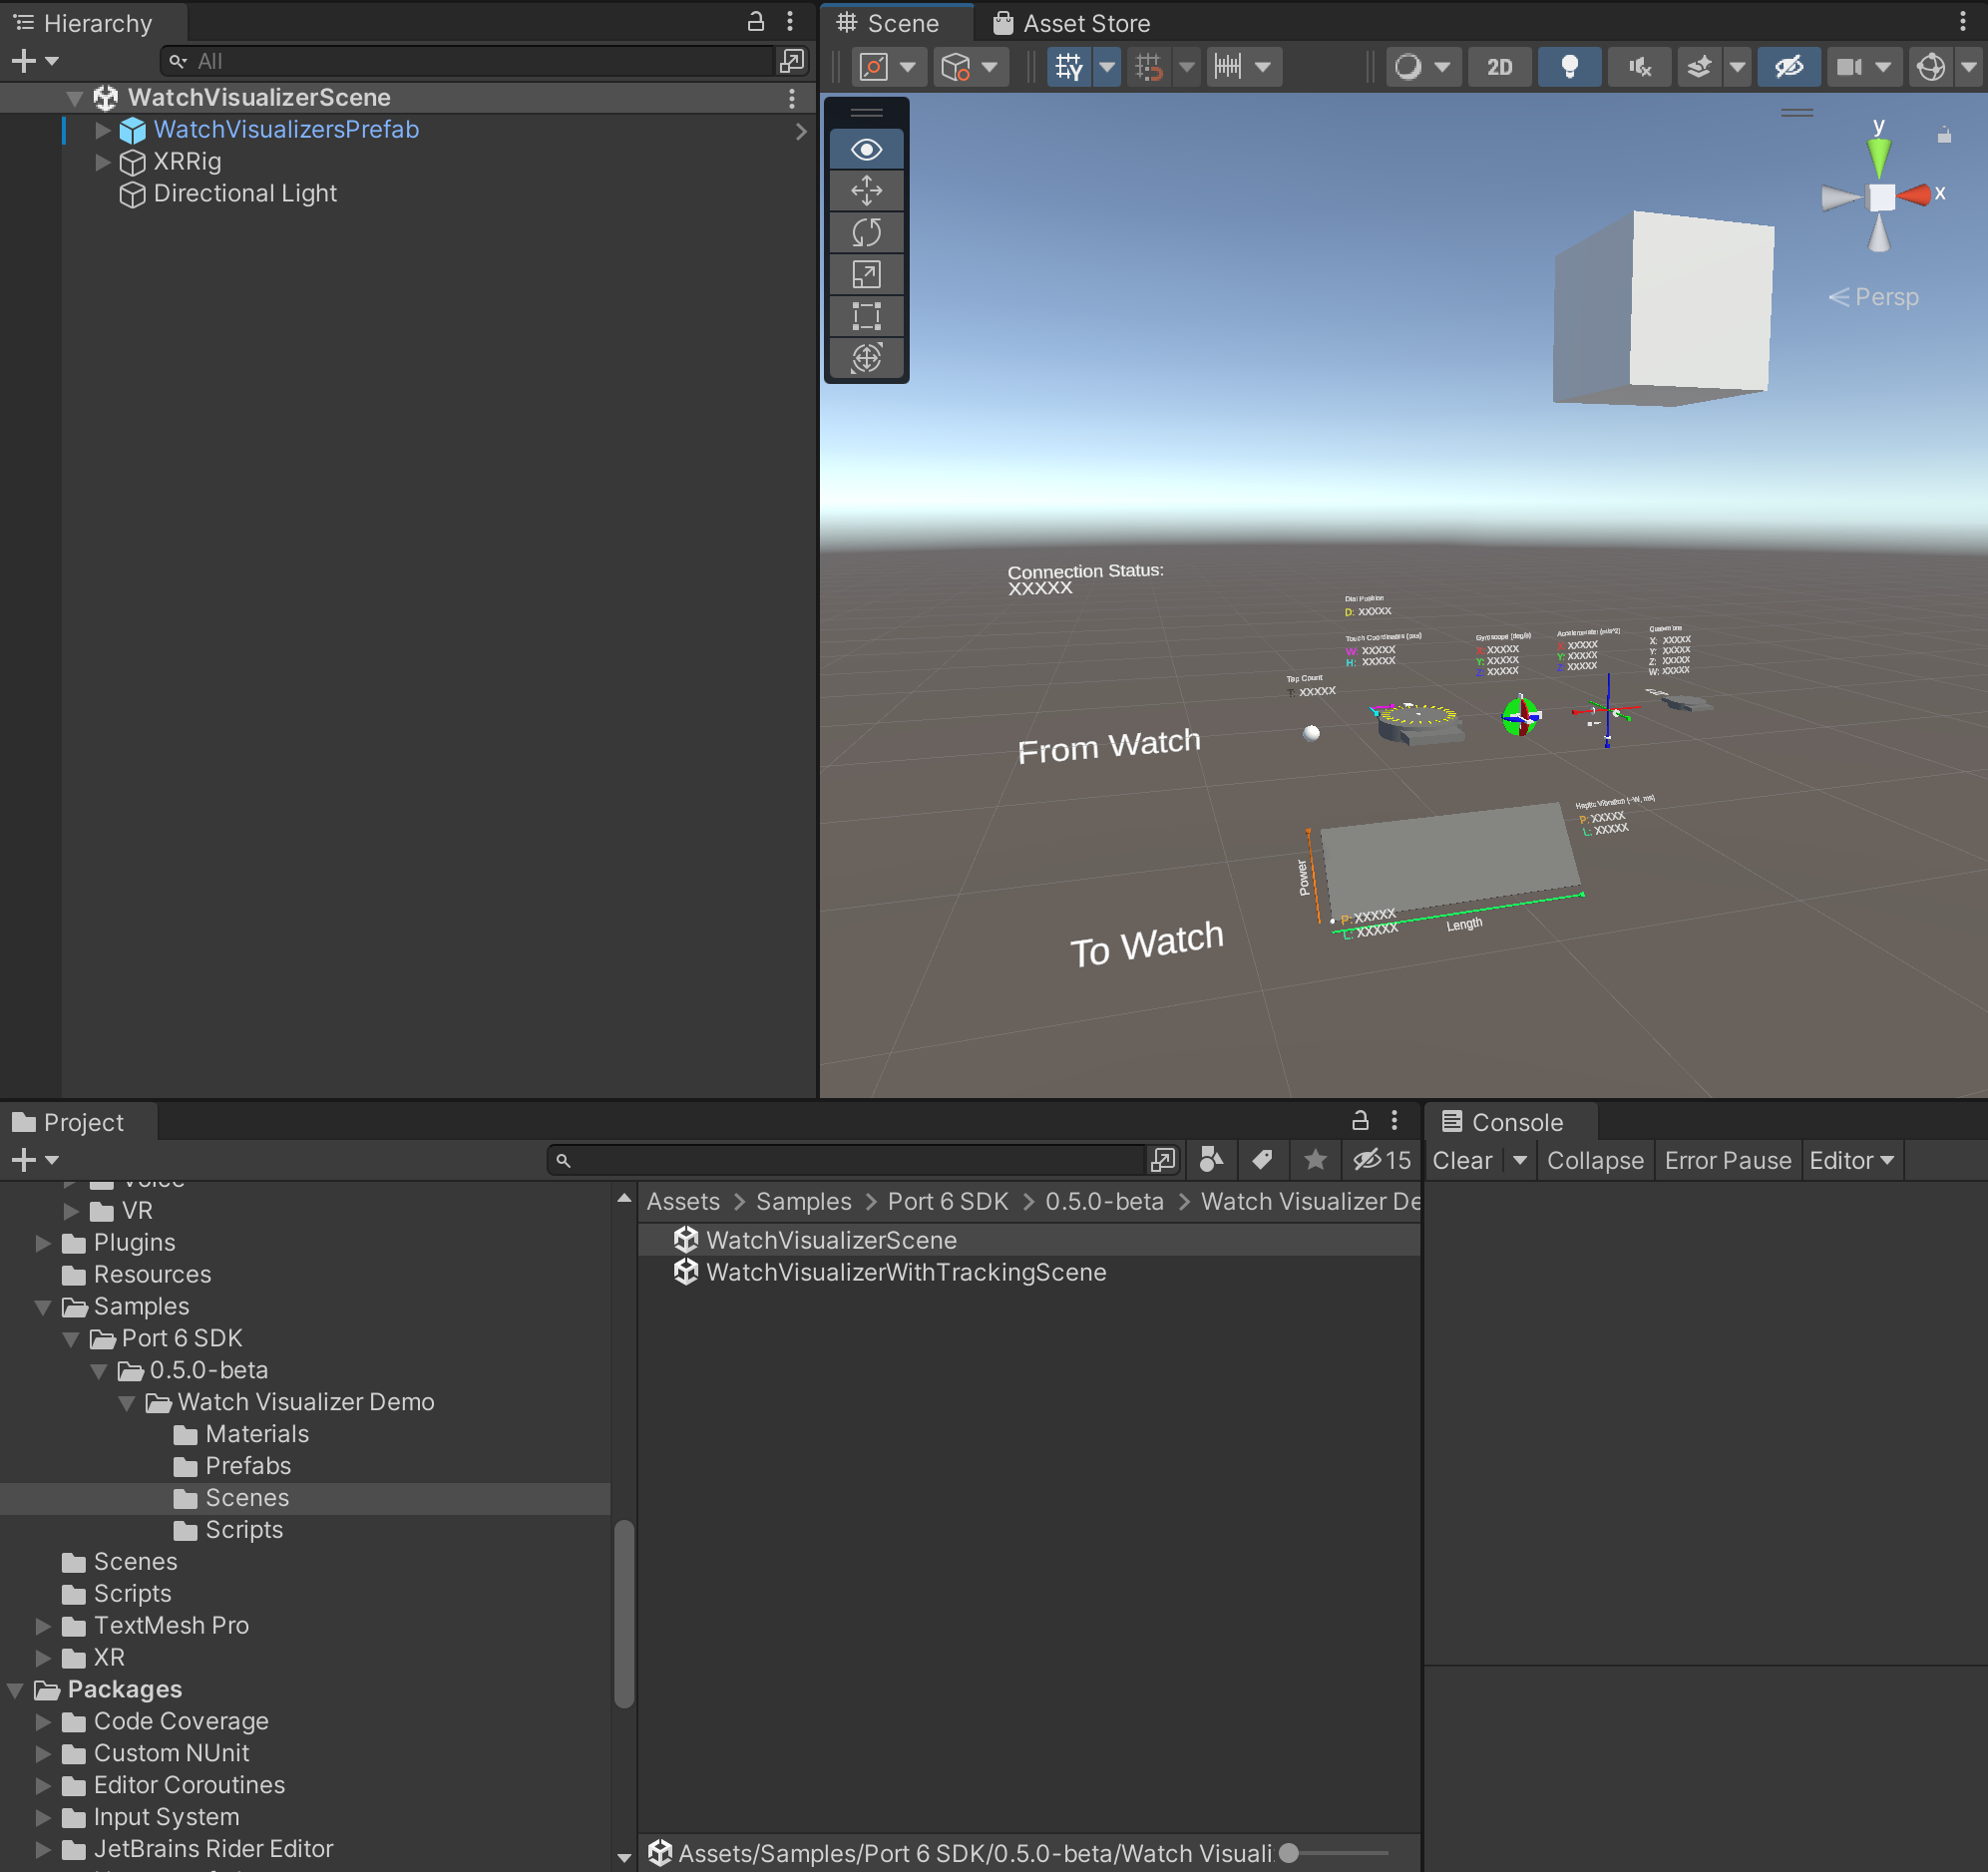 Hierarchy
All
WatchVisualizerScene
WatchVisualizersPrefab
XRRig
Directional Light
Scene
Asset Store
2D
y
x
Persp
Connection Status:
XXXXX
Dial Position
D: XXXXX
Touch Coordinates (pxx)
W: XXXXX
H: XXXXX
Gyroscope (deg/s)
X: XXXXX
Y: XXXXX
Z: XXXXX
Accelerometer (m/s^2)
X: XXXXX
Y: XXXXX
Z: XXXXX
X: XXXXX
Y: XXXXX
Z: XXXXX
W: XXXXX
Tap Count
T: XXXXX
From Watch
Haptic Vibration
P: XXXXX
L: XXXXX
Power
P: XXXXX
L: XXXXX
Length
To Watch
Project
15
VR
Plugins
Resources
Samples
Port 6 SDK
0.5.0-beta
Watch Visualizer Demo
Materials
Prefabs
Scenes
Scripts
Scenes
Scripts
TextMesh Pro
XR
Packages
Code Coverage
Custom NUnit
Editor Coroutines
Input System
JetBrains Rider Editor
Assets > Samples > Port 6 SDK > 0.5.0-beta > Watch Visualizer De
WatchVisualizerScene
WatchVisualizerWithTrackingScene
Assets/Samples/Port 6 SDK/0.5.0-beta/Watch Visuali
Console
Clear
Collapse
Error Pause
Editor